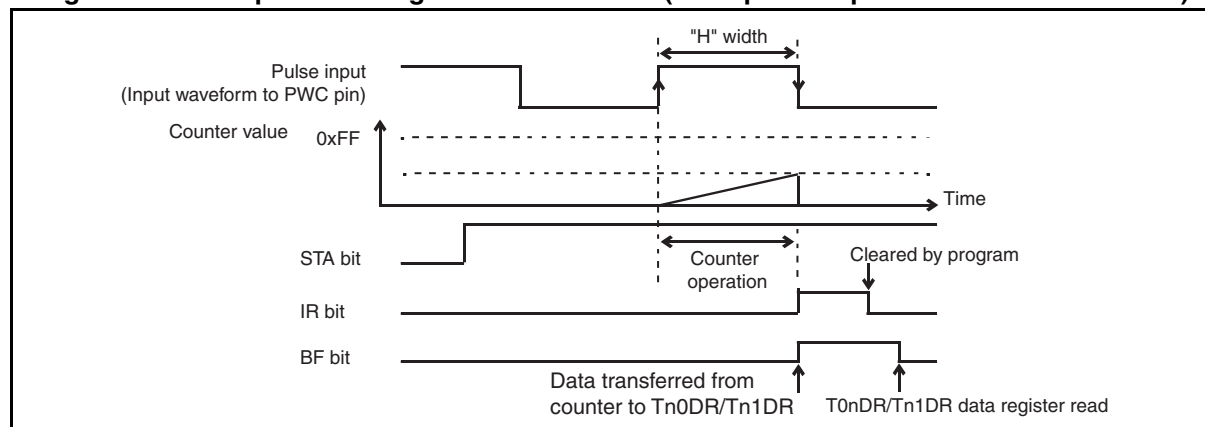 "H" width
Pulse input
(Input waveform to PWC pin)
Counter value
0xFF
Time
STA bit
Counter
operation
Cleared by program
IR bit
BF bit
Data transferred from
counter to Tn0DR/Tn1DR
T0nDR/Tn1DR data register read